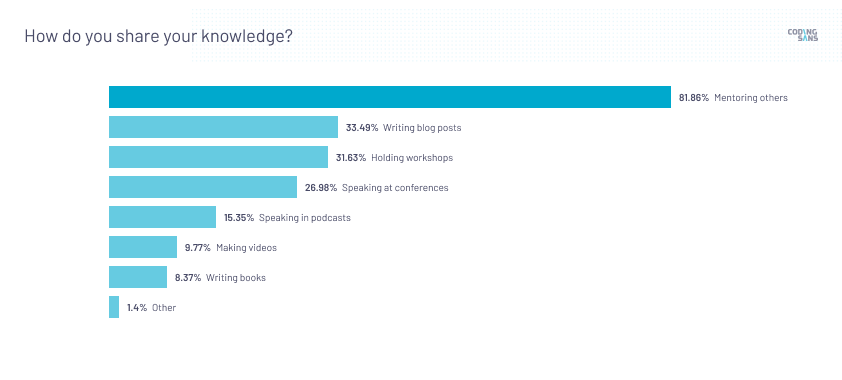 How do you share your knowledge?
CODING
SANS
81.86% Mentoring others
33.49% Writing blog posts
31.63% Holding workshops
26.98% Speaking at conferences
15.35% Speaking in podcasts
9.77% Making videos
8.37% Writing books
1.4% Other